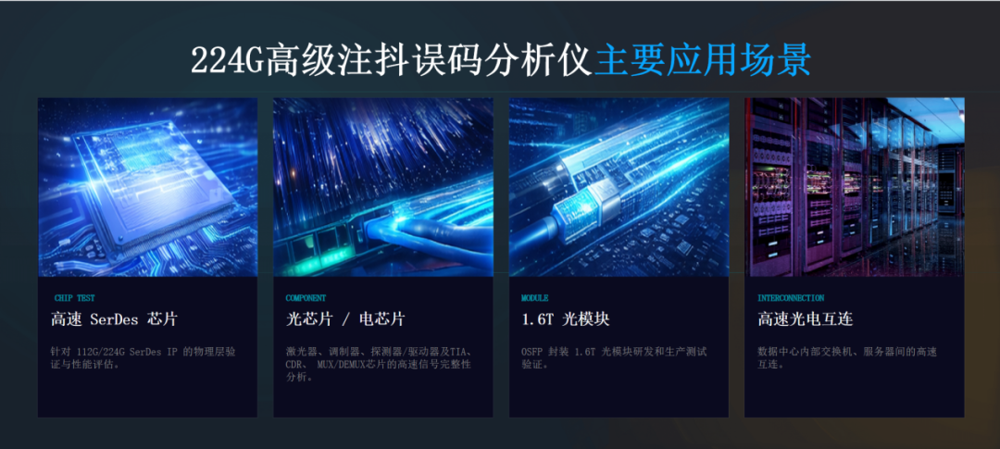 224G高级注抖误码分析仪主要应用场景
CHIP TEST
高速 SerDes 芯片
针对 112G/224G SerDes IP 的物理层验
证与性能评估。
COMPONENT
光芯片 / 电芯片
激光器、调制器、探测器/驱动器及TIA、
CDR、 MUX/DEMUX芯片的高速信号完整性
分析。
MODULE
1.6T 光模块
OSFP 封装 1.6T 光模块研发和生产测试
验证。
INTERCONNECTION
高速光电互连
数据中心内部交换机、服务器间的高速
互连。